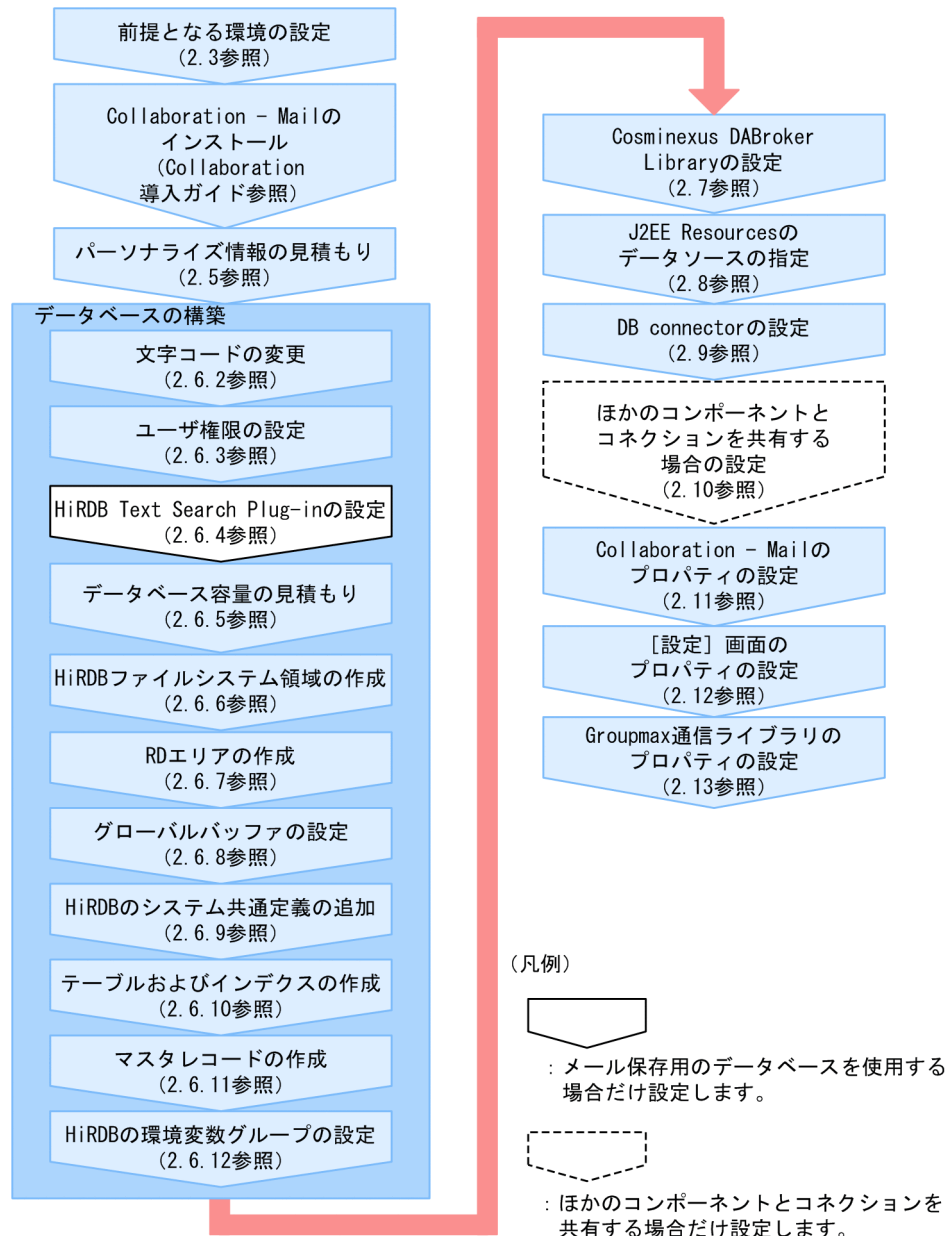 前提となる環境の設定
(2.3参照)
Collaboration - Mailの
インストール
(Collaboration
導入ガイド参照)
パーソナライズ情報の見積もり
(2.5参照)
データベースの構築
文字コードの変更
(2.6.2参照)
ユーザ権限の設定
(2.6.3参照)
HiRDB Text Search Plug-inの設定
(2.6.4参照)
データベース容量の見積もり
(2.6.5参照)
HiRDBファイルシステム領域の作成
(2.6.6参照)
RDエリアの作成
(2.6.7参照)
グローバルバッファの設定
(2.6.8参照)
HiRDBのシステム共通定義の追加
(2.6.9参照)
テーブルおよびインデクスの作成
(2.6.10参照)
マスタレコードの作成
(2.6.11参照)
HiRDBの環境変数グループの設定
(2.6.12参照)
Cosminexus DABroker
Libraryの設定
(2.7参照)
J2EE Resourcesの
データソースの指定
(2.8参照)
DB connectorの設定
(2.9参照)
ほかのコンポーネントと
コネクションを共有する
場合の設定
(2.10参照)
Collaboration - Mailの
プロパティの設定
(2.11参照)
[設定] 画面の
プロパティの設定
(2.12参照)
Groupmax通信ライブラリの
プロパティの設定
(2.13参照)
(凡例)
: メール保存用のデータベースを使用する
場合だけ設定します。
: ほかのコンポーネントとコネクションを
共有する場合だけ設定します。